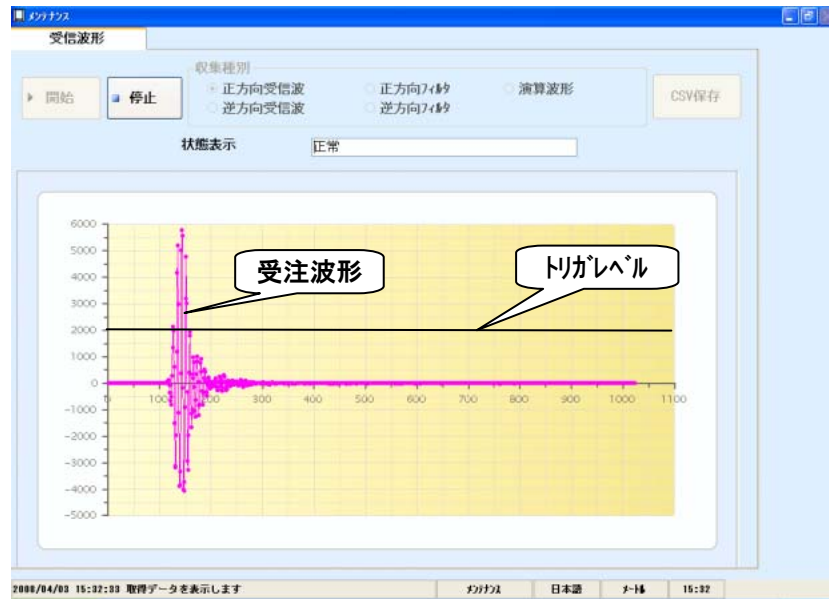 ﾒﾝﾃﾅﾝｽ
受信波形
収集種別
開始
停止
正方向受信波
正方向ﾌｨﾙﾀ
演算波形
逆方向受信波
逆方向ﾌｨﾙﾀ
CSV保存
状態表示
正常
受注波形
ﾄﾘｶﾞﾚﾍﾞﾙ
6000
5000
4000
3000
2000
1000
0
-1000
-2000
-3000
-4000
-5000
0 100 200 300 400 500 600 700 800 900 1000 1100
2008/04/03 15:32:33 取得データを表示します
ﾒﾝﾃﾅﾝｽ
日本語
ﾒｰﾄﾙ
15:32